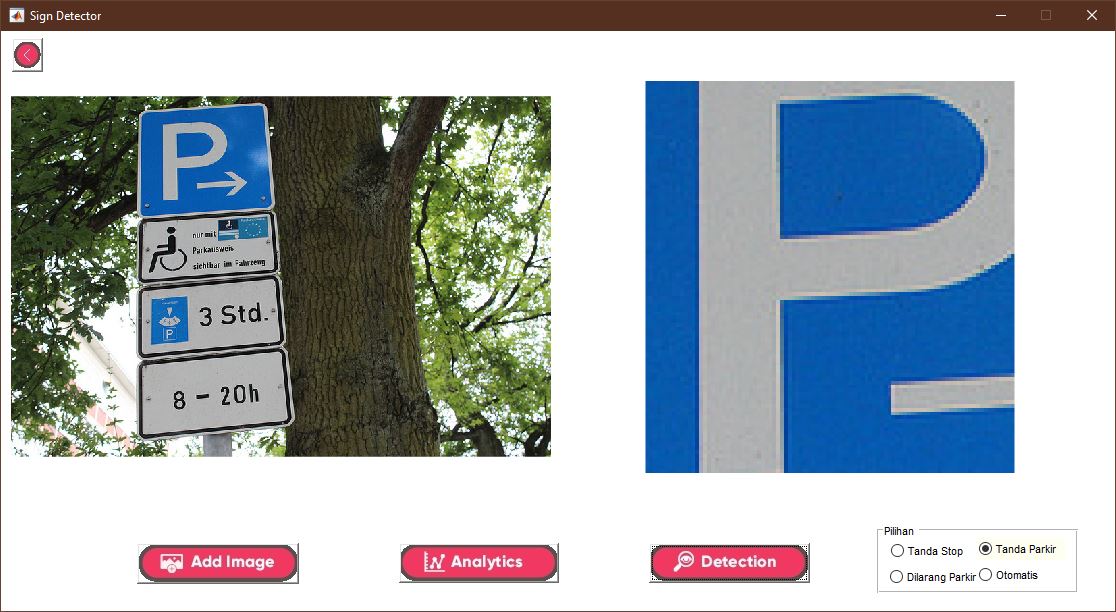 Sign Detector
P
nur mit
Parkausweis
sichtbar im Fahrzeug
P
3 Std.
8 - 20h
P
Add Image
Analytics
Detection
Pilihan
Tanda Stop
Tanda Parkir
Dilarang Parkir
Otomatis